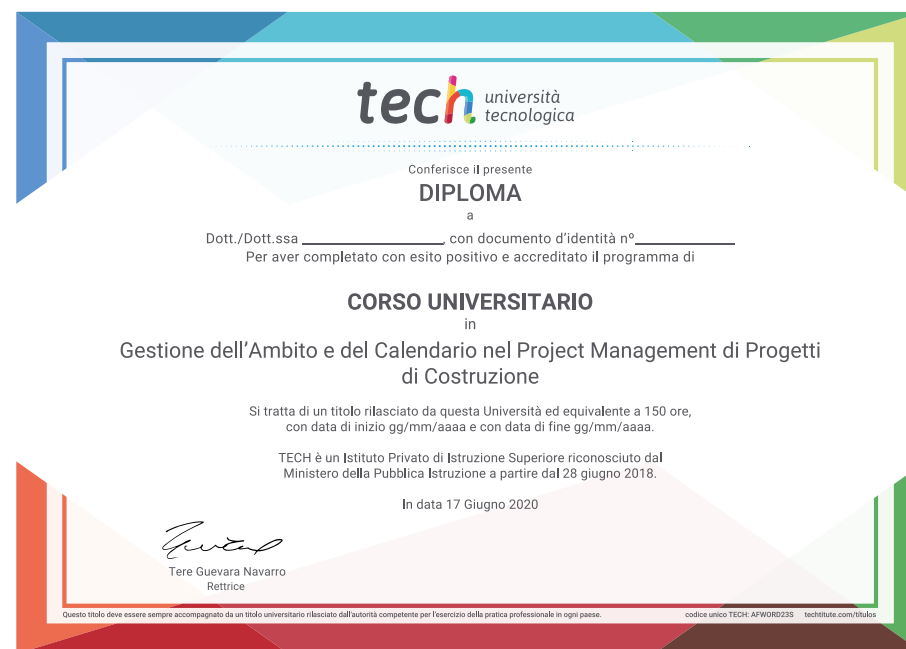 tech università
tecnologica
Conferisce il presente
DIPLOMA
a
Dott./Dott.ssa ____________________, con documento d'identità nº______________
Per aver completato con esito positivo e accreditato il programma di
CORSO UNIVERSITARIO
in
Gestione dell'Ambito e del Calendario nel Project Management di Progetti
di Costruzione
Si tratta di un titolo rilasciato da questa Università ed equivalente a 150 ore,
con data di inizio gg/mm/aaaa e con data di fine gg/mm/aaaa.
TECH è un Istituto Privato di Istruzione Superiore riconosciuto dal
Ministero della Pubblica Istruzione a partire dal 28 giugno 2018.
In data 17 Giugno 2020
Tere Guevara Navarro
Rettrice
Questo titolo deve essere sempre accompagnato da un titolo universitario rilasciato dall'autorità competente per l'esercizio della pratica professionale in ogni paese. codice unico TECH: AFWORD23S techtitute.com/titulos